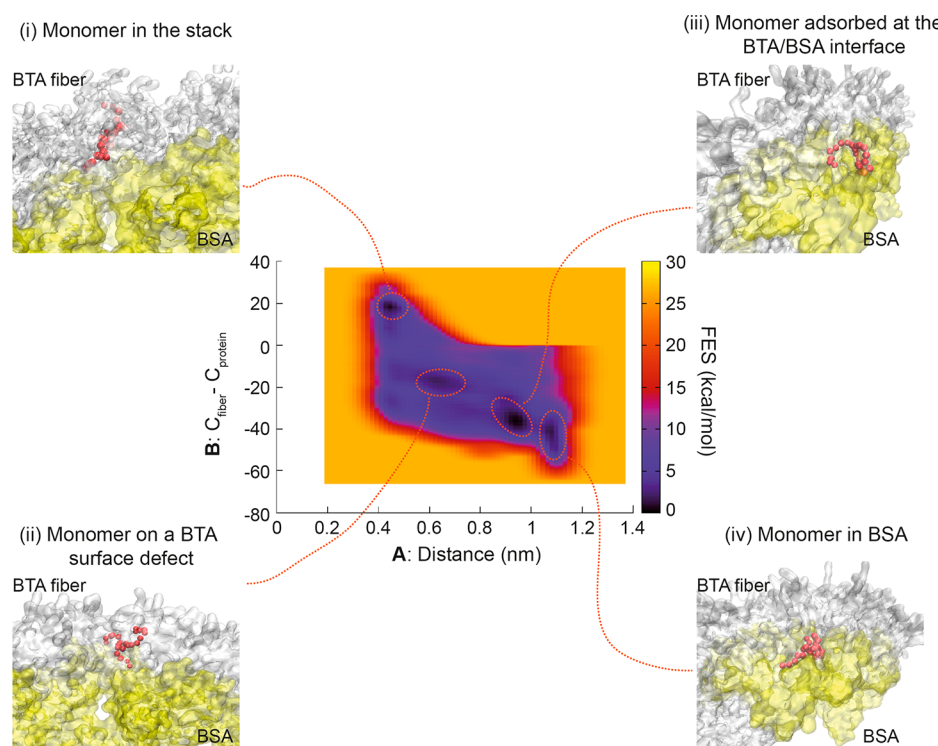 (i) Monomer in the stack
BTA fiber
BSA
(iii) Monomer adsorbed at the
BTA/BSA interface
BTA fiber
BSA
40
20
0
-20
-40
-60
-80
B: Cfiber- Cprotein
0
0.2
0.4
0.6
0.8
1
1.2
1.4
A: Distance (nm)
30
25
20
15
10
5
0
FES (kcal/mol)
(ii) Monomer on a BTA
surface defect
BTA fiber
BSA
(iv) Monomer in BSA
BTA fiber
BSA